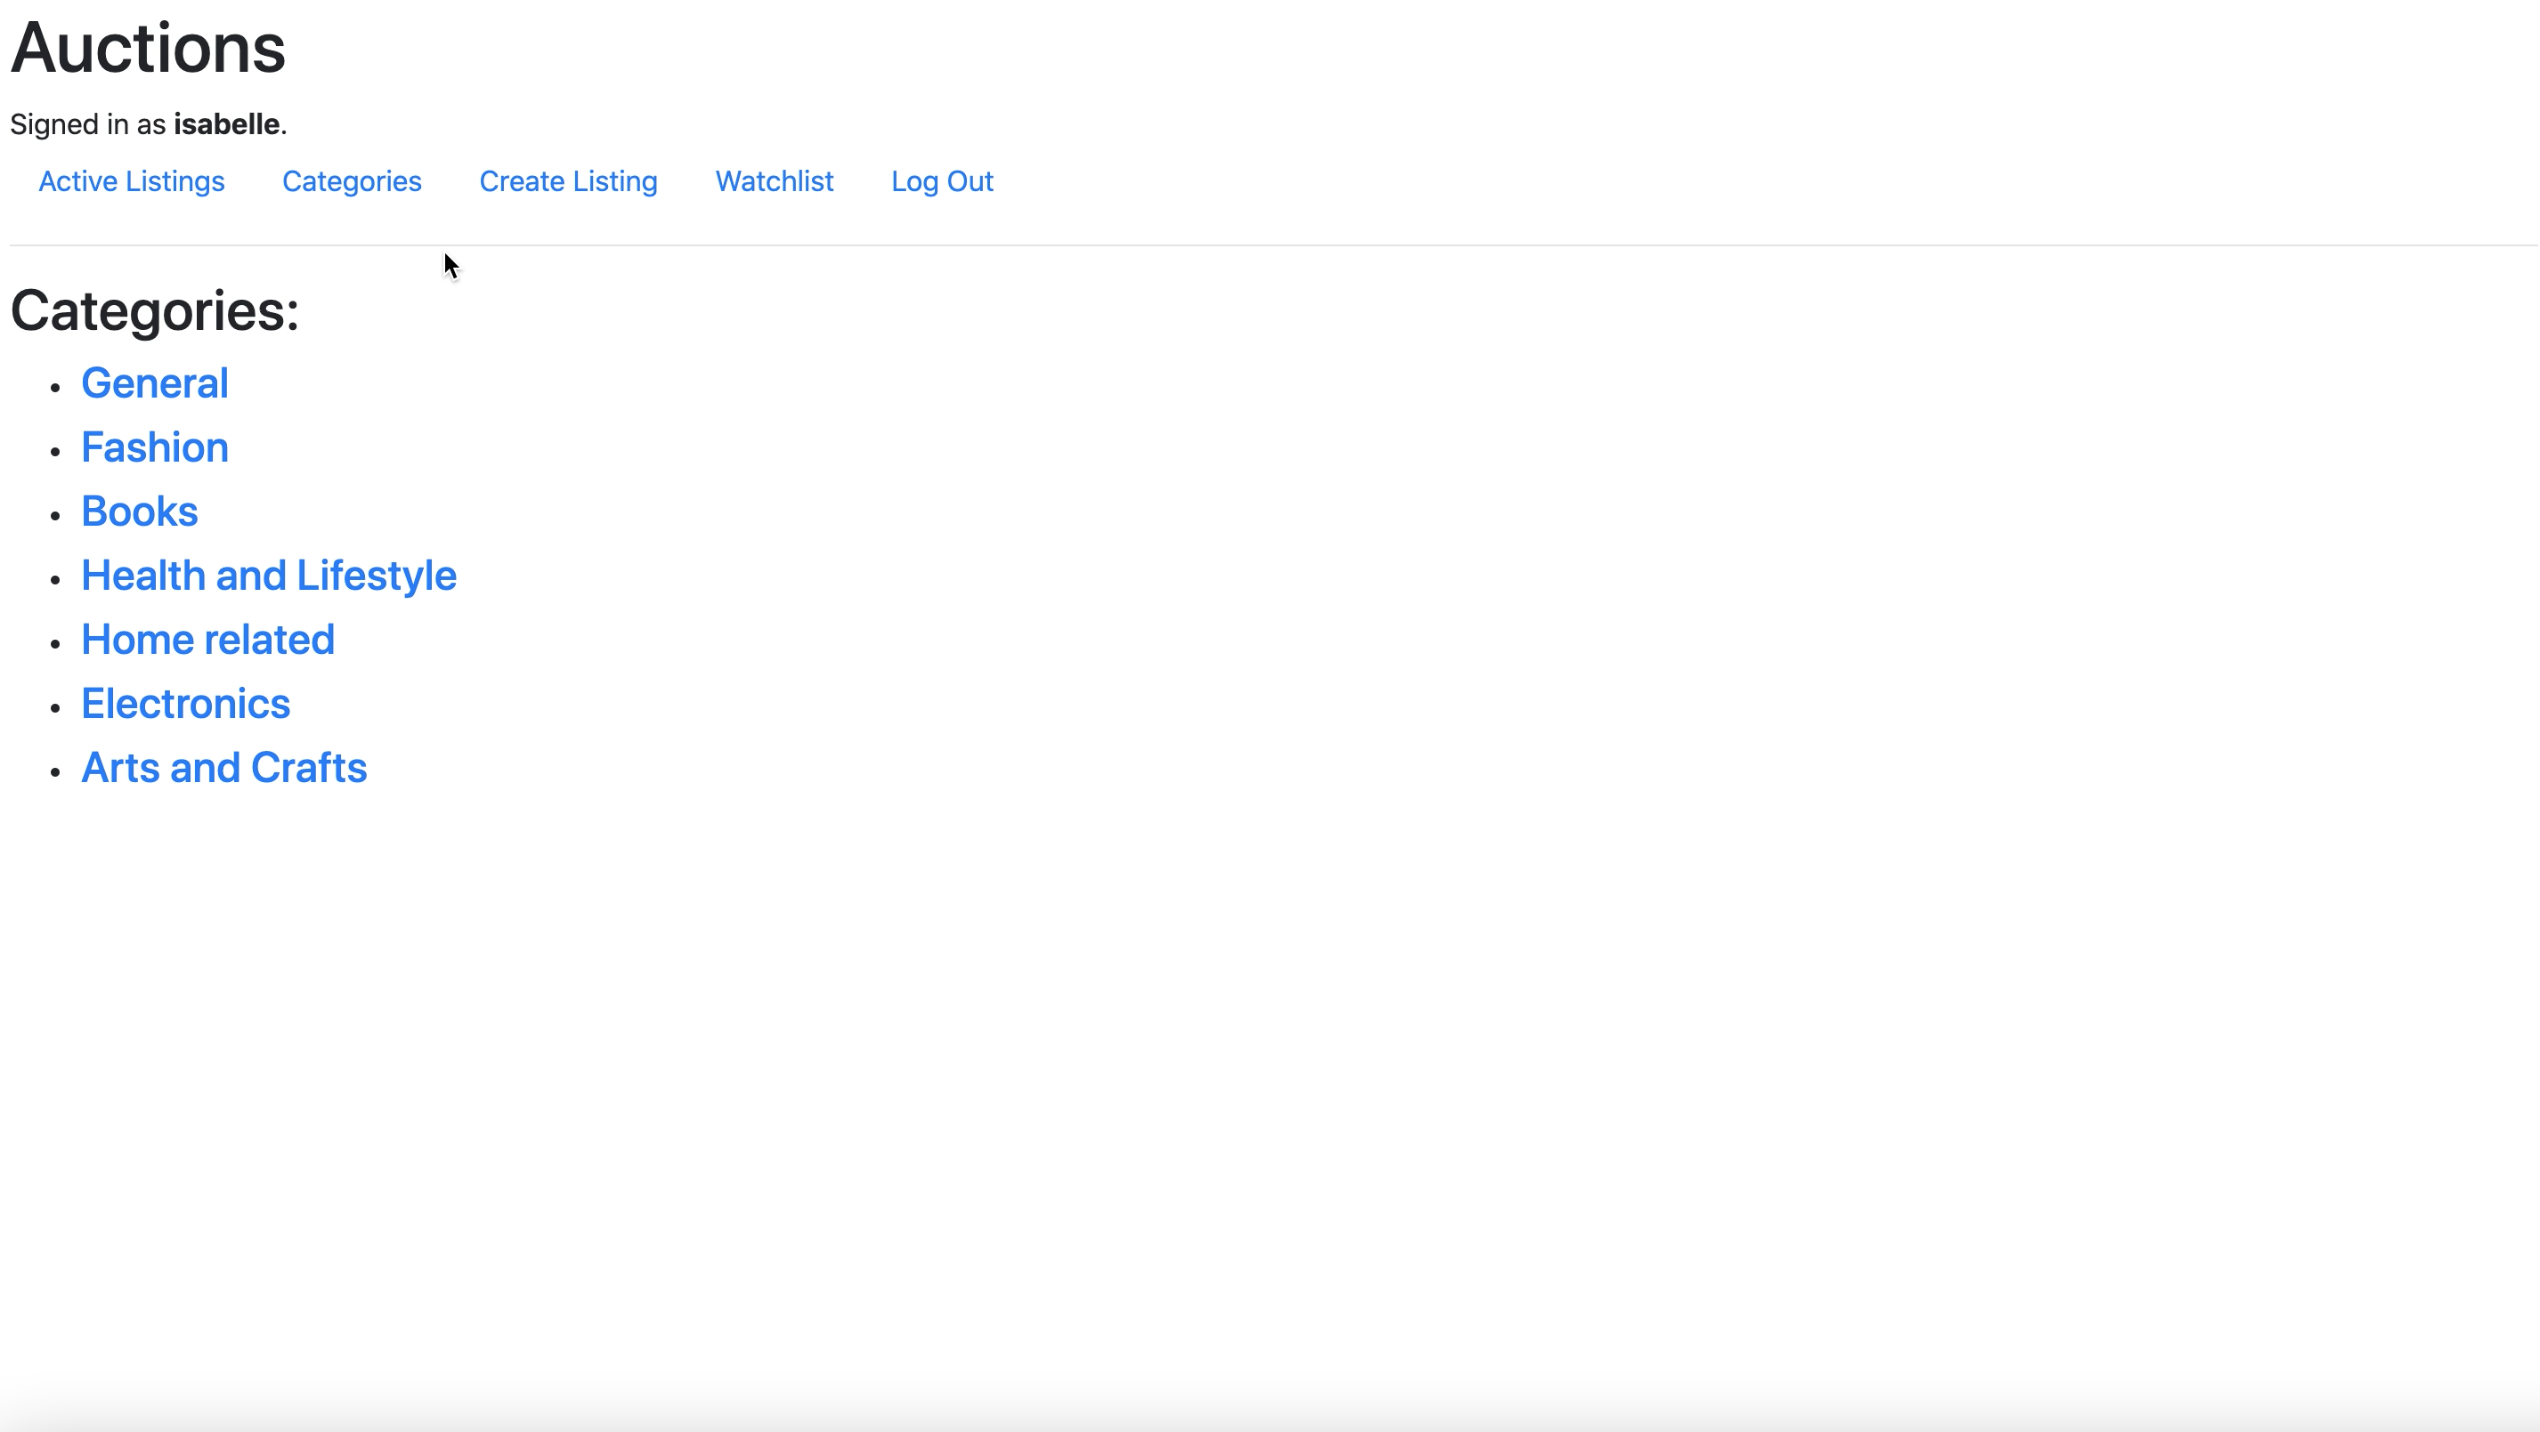 Auctions
Signed in as isabelle.
Active Listings Categories Create Listing Watchlist Log Out
Categories:
• General
• Fashion
• Books
• Health and Lifestyle
• Home related
• Electronics
• Arts and Crafts